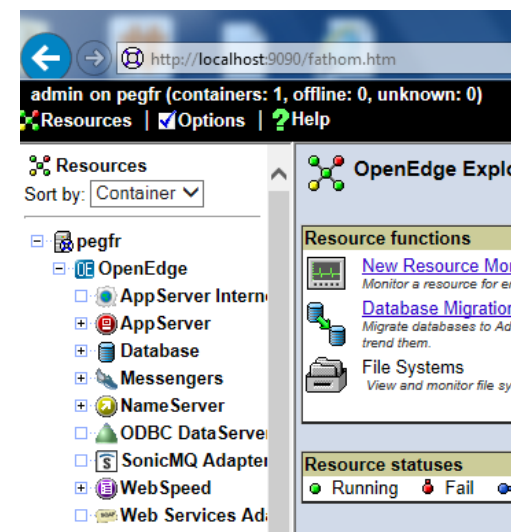 http://localhost:9090/fathom.htm
admin on pegfr (containers: 1, offline: 0, unknown: 0)
Resources | Options | Help
Resources
Sort by: Container
pegfr
OpenEdge
AppServer Intern
AppServer
Database
Messengers
NameServer
ODBC DataServe
SonicMQ Adapter
WebSpeed
Web Services Ad
OpenEdge Explo
Resource functions
New Resource Mon
Monitor a resource for e
Database Migration
Migrate databases to Ad
trend them.
File Systems
View and monitor file sy
Resource statuses
Running Fail